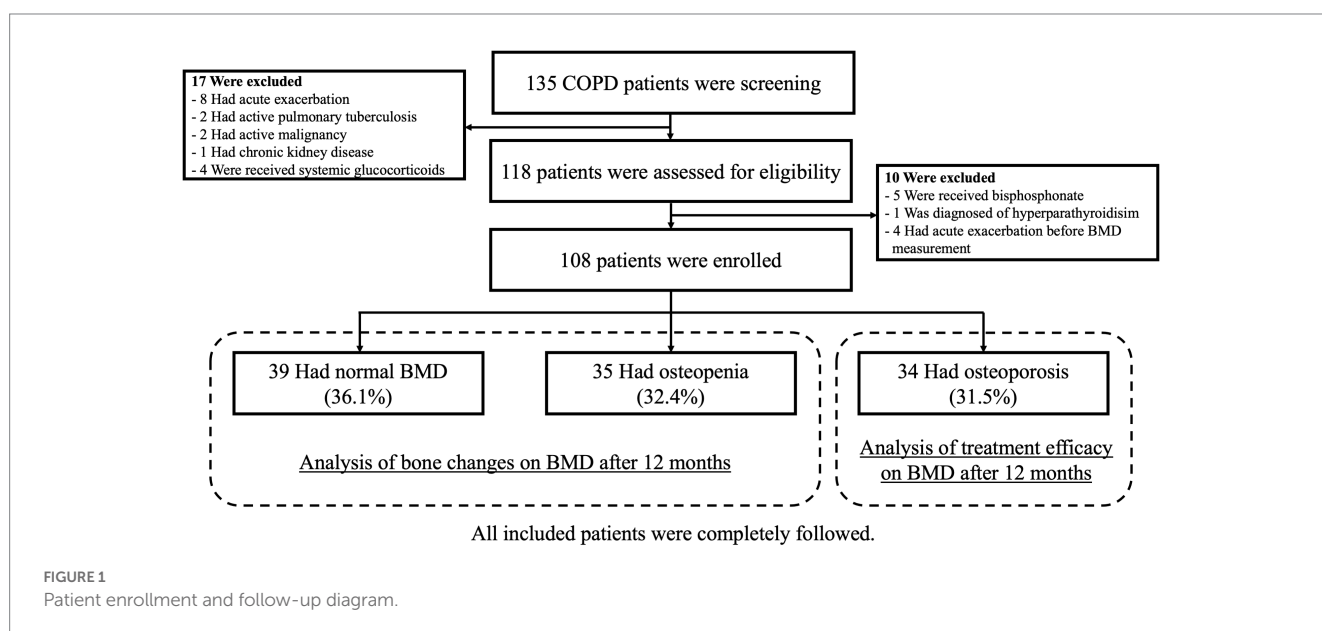 135 COPD patients were screening
17 Were excluded
- 8 Had acute exacerbation
- 2 Had active pulmonary tuberculosis
- 2 Had active malignancy
- 1 Had chronic kidney disease
- 4 Were received systemic glucocorticoids
118 patients were assessed for eligibility
10 Were excluded
- 5 Were received bisphosphonate
- 1 Was diagnosed of hyperparathyroidisim
- 4 Had acute exacerbation before BMD
measurement
108 patients were enrolled
39 Had normal BMD
(36.1%)
35 Had osteopenia
(32.4%)
34 Had osteoporosis
(31.5%)
Analysis of bone changes on BMD after 12 months
Analysis of treatment efficacy
on BMD after 12 months
All included patients were completely followed.
FIGURE 1
Patient enrollment and follow-up diagram.